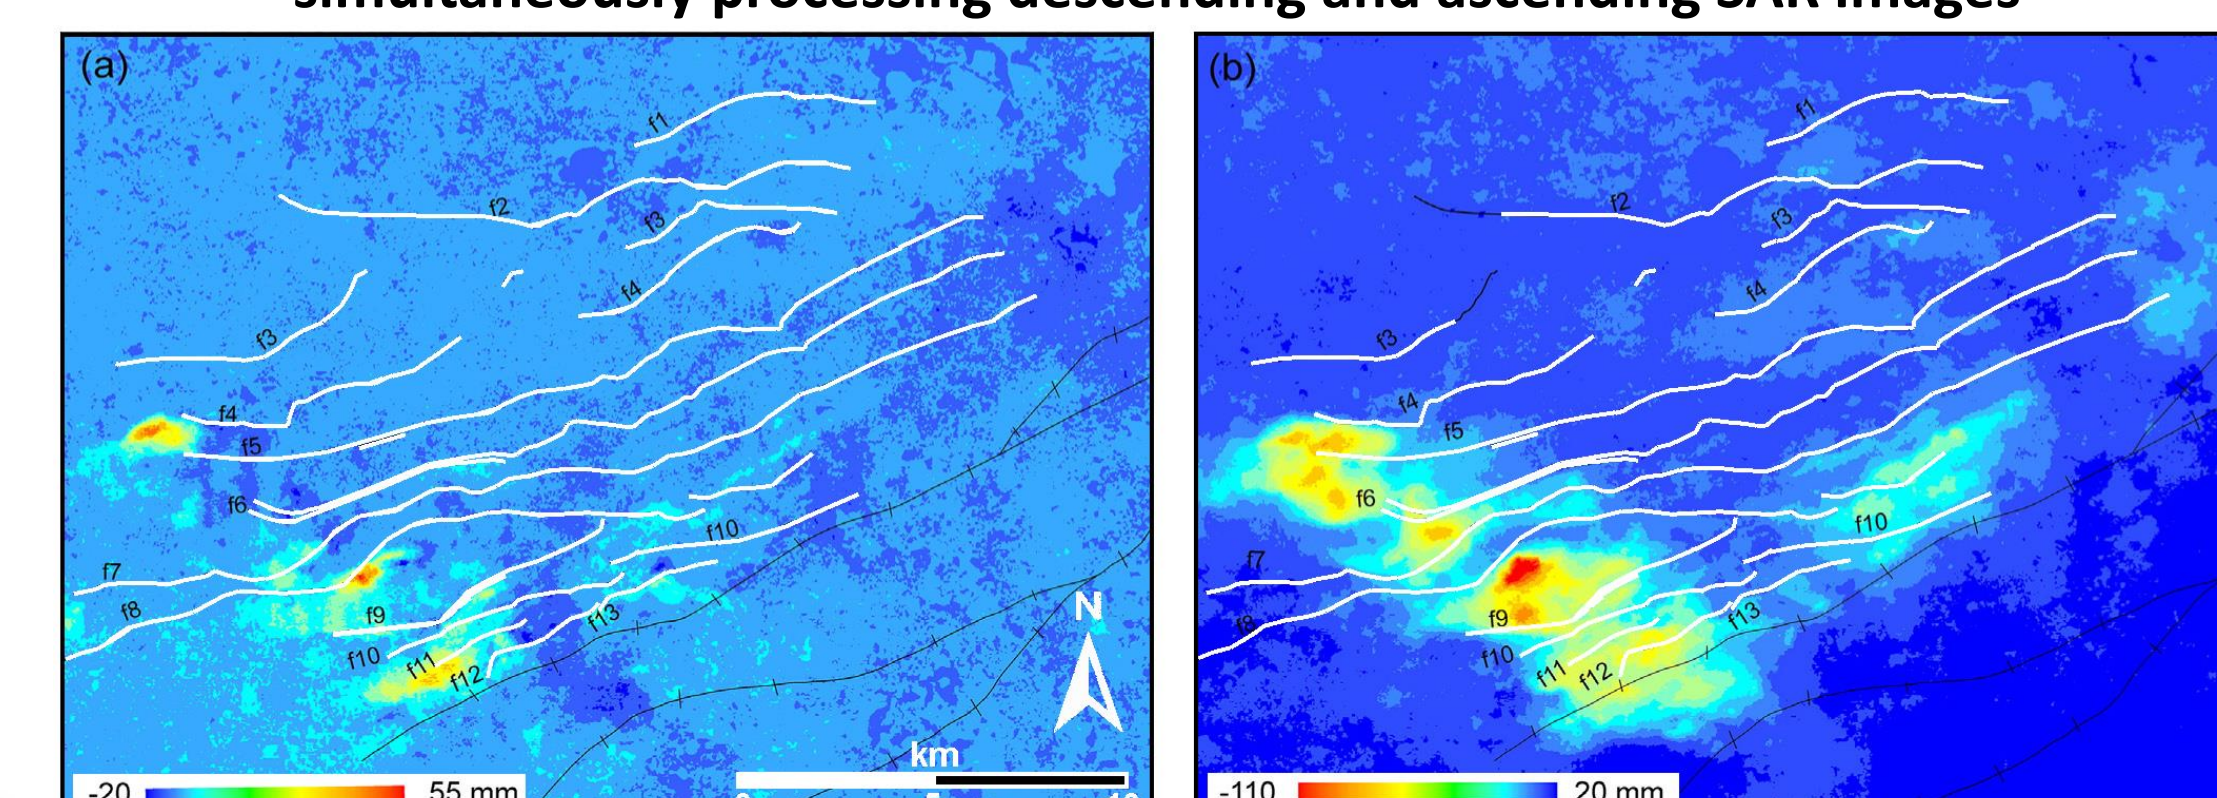 simultaneously processing descending and ascending SAR images
(a)
f1
f2
f3
f4
f3
f4
f5
f6
f7
f8
f9
f10
f10
f11
f12
f13
N
km
-20 55 mm
(b)
f1
f2
f3
f4
f3
f4
f5
f6
f7
f8
f9
f10
f10
f11
f12
f13
-110 20 mm